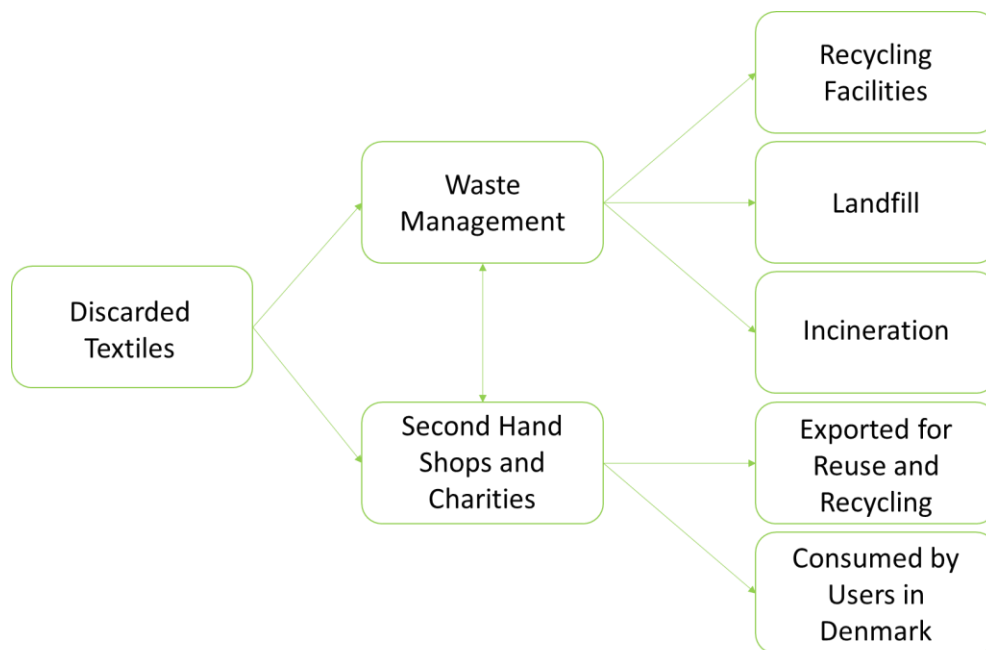 Discarded
Textiles
Waste
Management
Second Hand
Shops and
Charities
Recycling
Facilities
Landfill
Incineration
Exported for
Reuse and
Recycling
Consumed by
Users in
Denmark